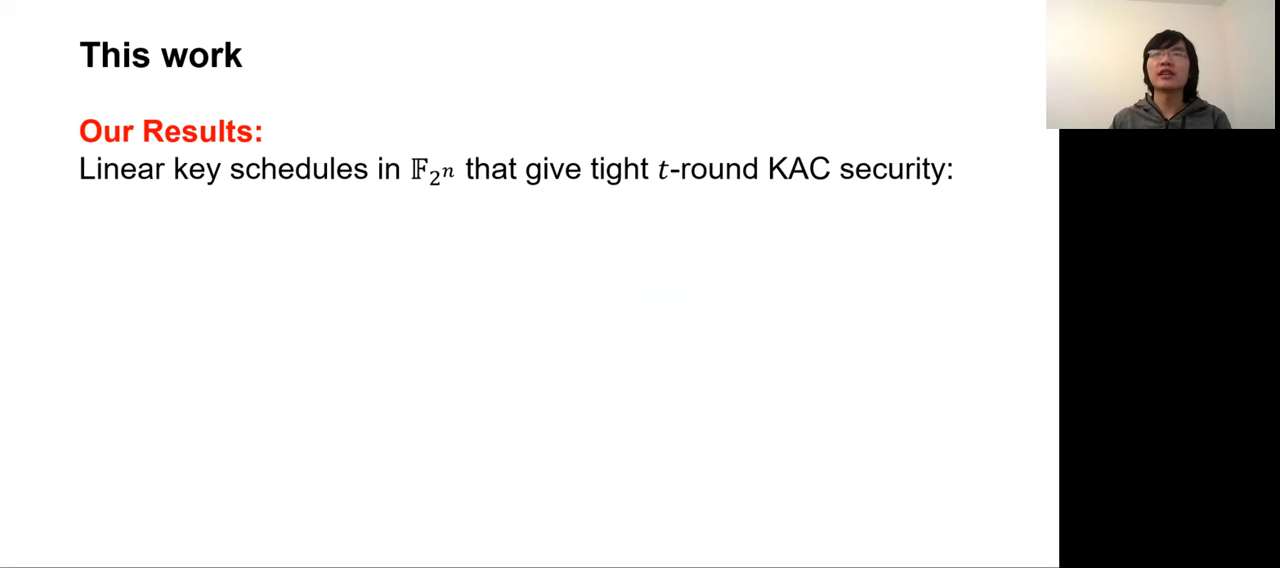 This work
Our Results:
Linear key schedules in 𝔽₂ⁿ that give tight t-round KAC security: